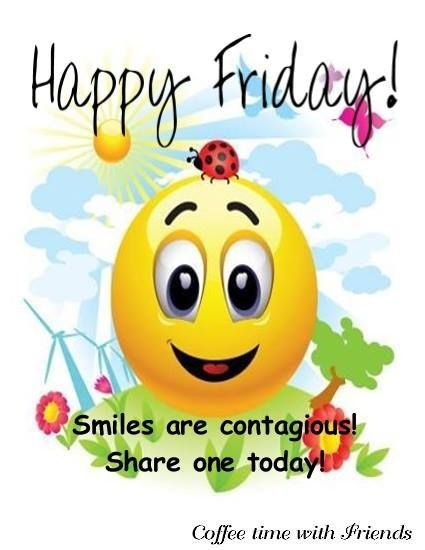 Happy Friday!
Smiles are contagious!
Share one today!
Coffee time with Friends